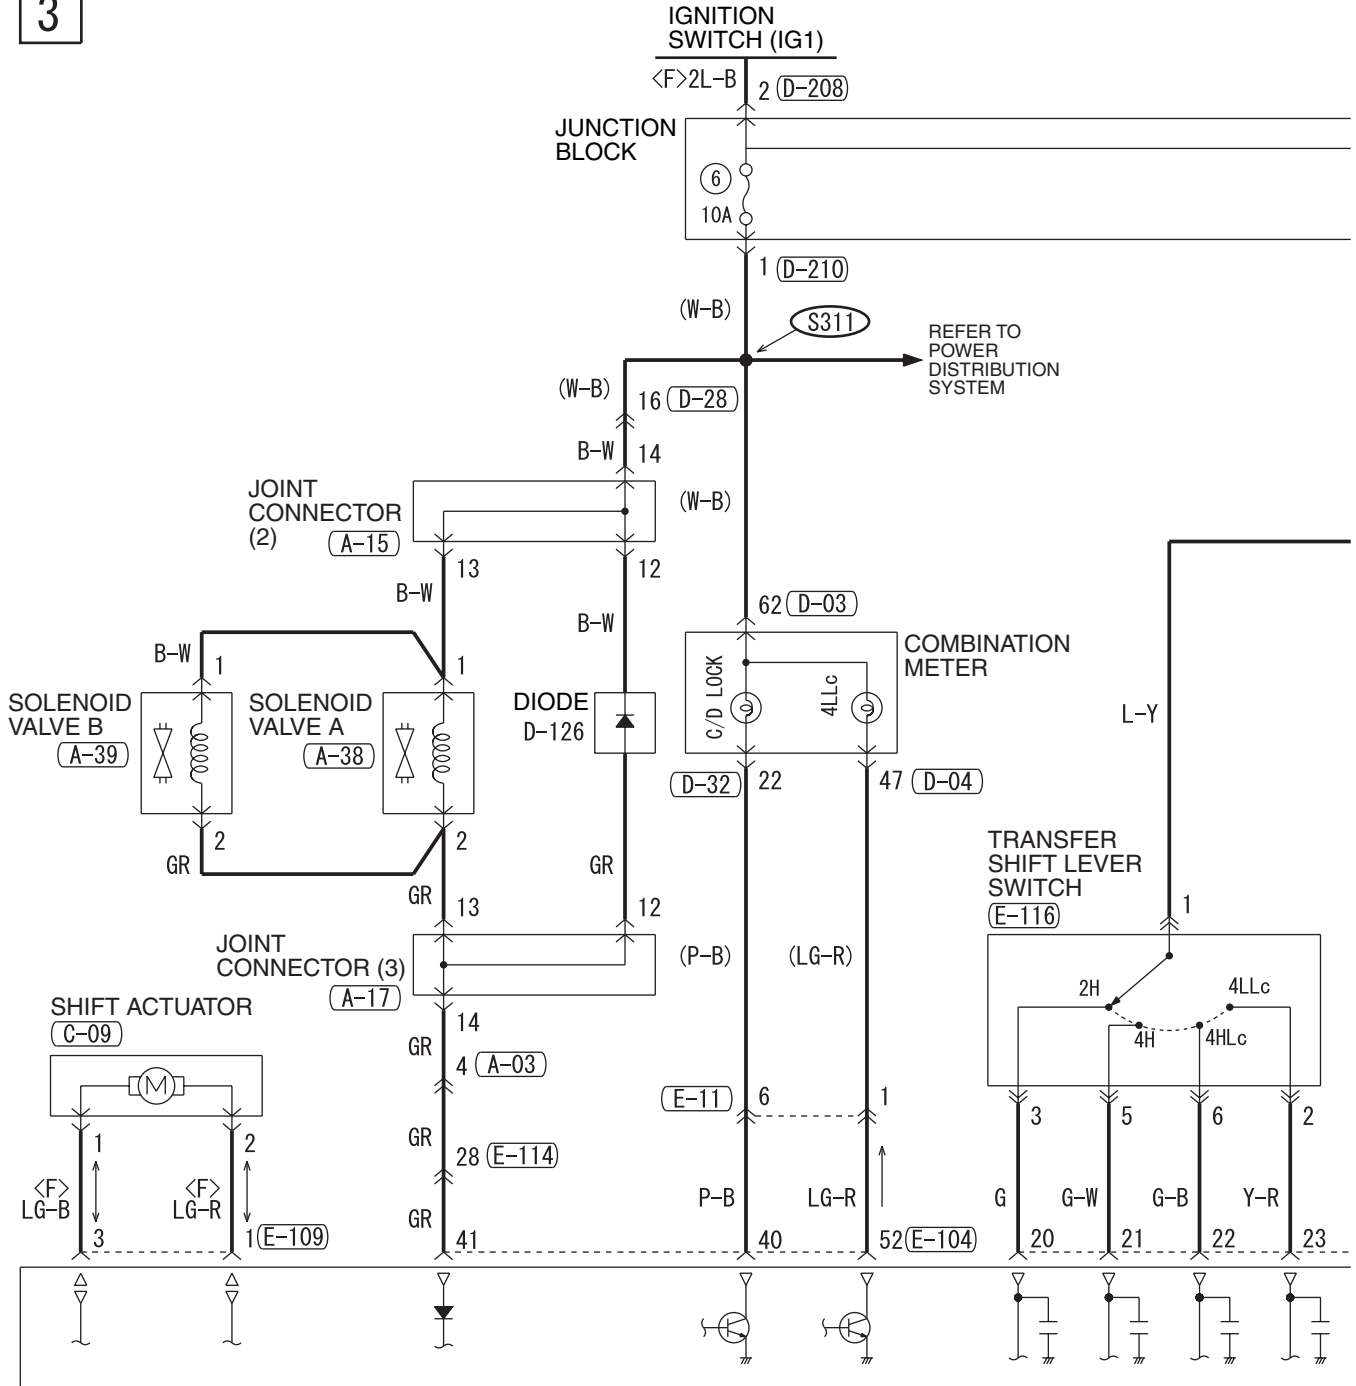 3
IGNITION
SWITCH (IG1)
<F>2L-B
2 D-208
JUNCTION
BLOCK
6
10A
1 D-210
(W-B)
S311
REFER TO
POWER
DISTRIBUTION
SYSTEM
(W-B)
16 D-28
B-W 14
JOINT
CONNECTOR
(2)
A-15
(W-B)
13
12
B-W
B-W
62 D-03
COMBINATION
METER
C/D LOCK
4LLc
B-W 1
1
SOLENOID
VALVE B
A-39
SOLENOID
VALVE A
A-38
DIODE
D-126
L-Y
D-32 22
47 D-04
2
2
GR
GR
GR
TRANSFER
SHIFT LEVER
SWITCH
E-116
1
13
12
JOINT
CONNECTOR (3)
A-17
(P-B)
(LG-R)
2H
4H
4HLc
4LLc
SHIFT ACTUATOR
C-09
M
14
GR
4 A-03
E-11 6
1
3
5
6
2
1
2
GR
28 E-114
<F>
LG-B
<F>
LG-R
GR
P-B
LG-R
G
G-W
G-B
Y-R
3
1 E-109
41
40
52 E-104
20
21
22
23